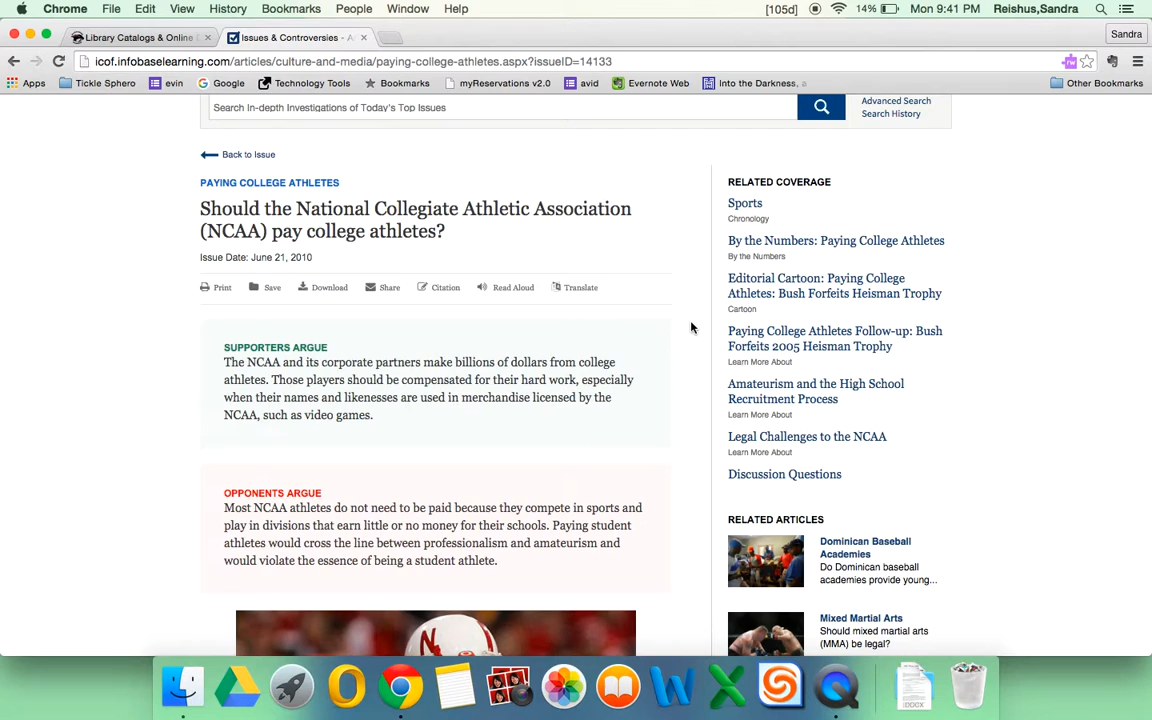 Chrome File Edit View History Bookmarks People Window Help [105d] 14% Mon 9:41 PM Reishus,Sandra
Library Catalogs & Online Issues & Controversies - A Sandra
icof.infobaselearning.com/articles/culture-and-media/paying-college-athletes.aspx?issueID=14133
Apps Tickle Sphero evin Google Technology Tools Bookmarks myReservations v2.0 avid Evernote Web Into the Darkness, a Other Bookmarks
Search In-depth Investigations of Today's Top Issues
Advanced Search
Search History
Back to Issue
PAYING COLLEGE ATHLETES
Should the National Collegiate Athletic Association
(NCAA) pay college athletes?
Issue Date: June 21, 2010
Print Save Download Share Citation Read Aloud Translate
SUPPORTERS ARGUE
The NCAA and its corporate partners make billions of dollars from college
athletes. Those players should be compensated for their hard work, especially
when their names and likenesses are used in merchandise licensed by the
NCAA, such as video games.
OPPONENTS ARGUE
Most NCAA athletes do not need to be paid because they compete in sports and
play in divisions that earn little or no money for their schools. Paying student
athletes would cross the line between professionalism and amateurism and
would violate the essence of being a student athlete.
N
RELATED COVERAGE
Sports
Chronology
By the Numbers: Paying College Athletes
By the Numbers
Editorial Cartoon: Paying College
Athletes: Bush Forfeits Heisman Trophy
Cartoon
Paying College Athletes Follow-up: Bush
Forfeits 2005 Heisman Trophy
Learn More About
Amateurism and the High School
Recruitment Process
Learn More About
Legal Challenges to the NCAA
Learn More About
Discussion Questions
RELATED ARTICLES
Dominican Baseball
Academies
Do Dominican baseball
academies provide young...
Mixed Martial Arts
Should mixed martial arts
(MMA) be legal?
DOCX